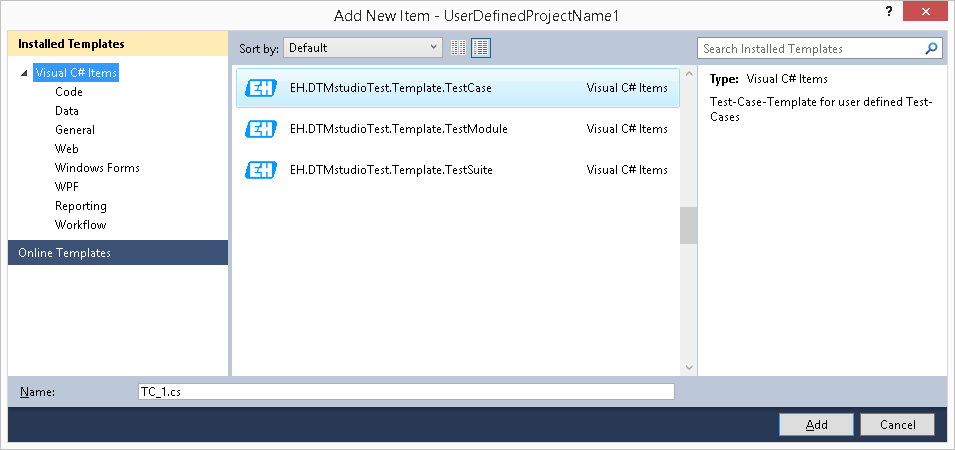 Add New Item - UserDefinedProjectName1
?
Installed Templates
Sort by: Default
Search Installed Templates
Visual C# Items
Code
Data
General
Web
Windows Forms
WPF
Reporting
Workflow
Online Templates
EH EH.DTMstudioTest.Template.TestCase Visual C# Items
EH EH.DTMstudioTest.Template.TestModule Visual C# Items
EH EH.DTMstudioTest.Template.TestSuite Visual C# Items
Type: Visual C# Items
Test-Case-Template for user defined Test-
Cases
Name: TC_1.cs
Add Cancel